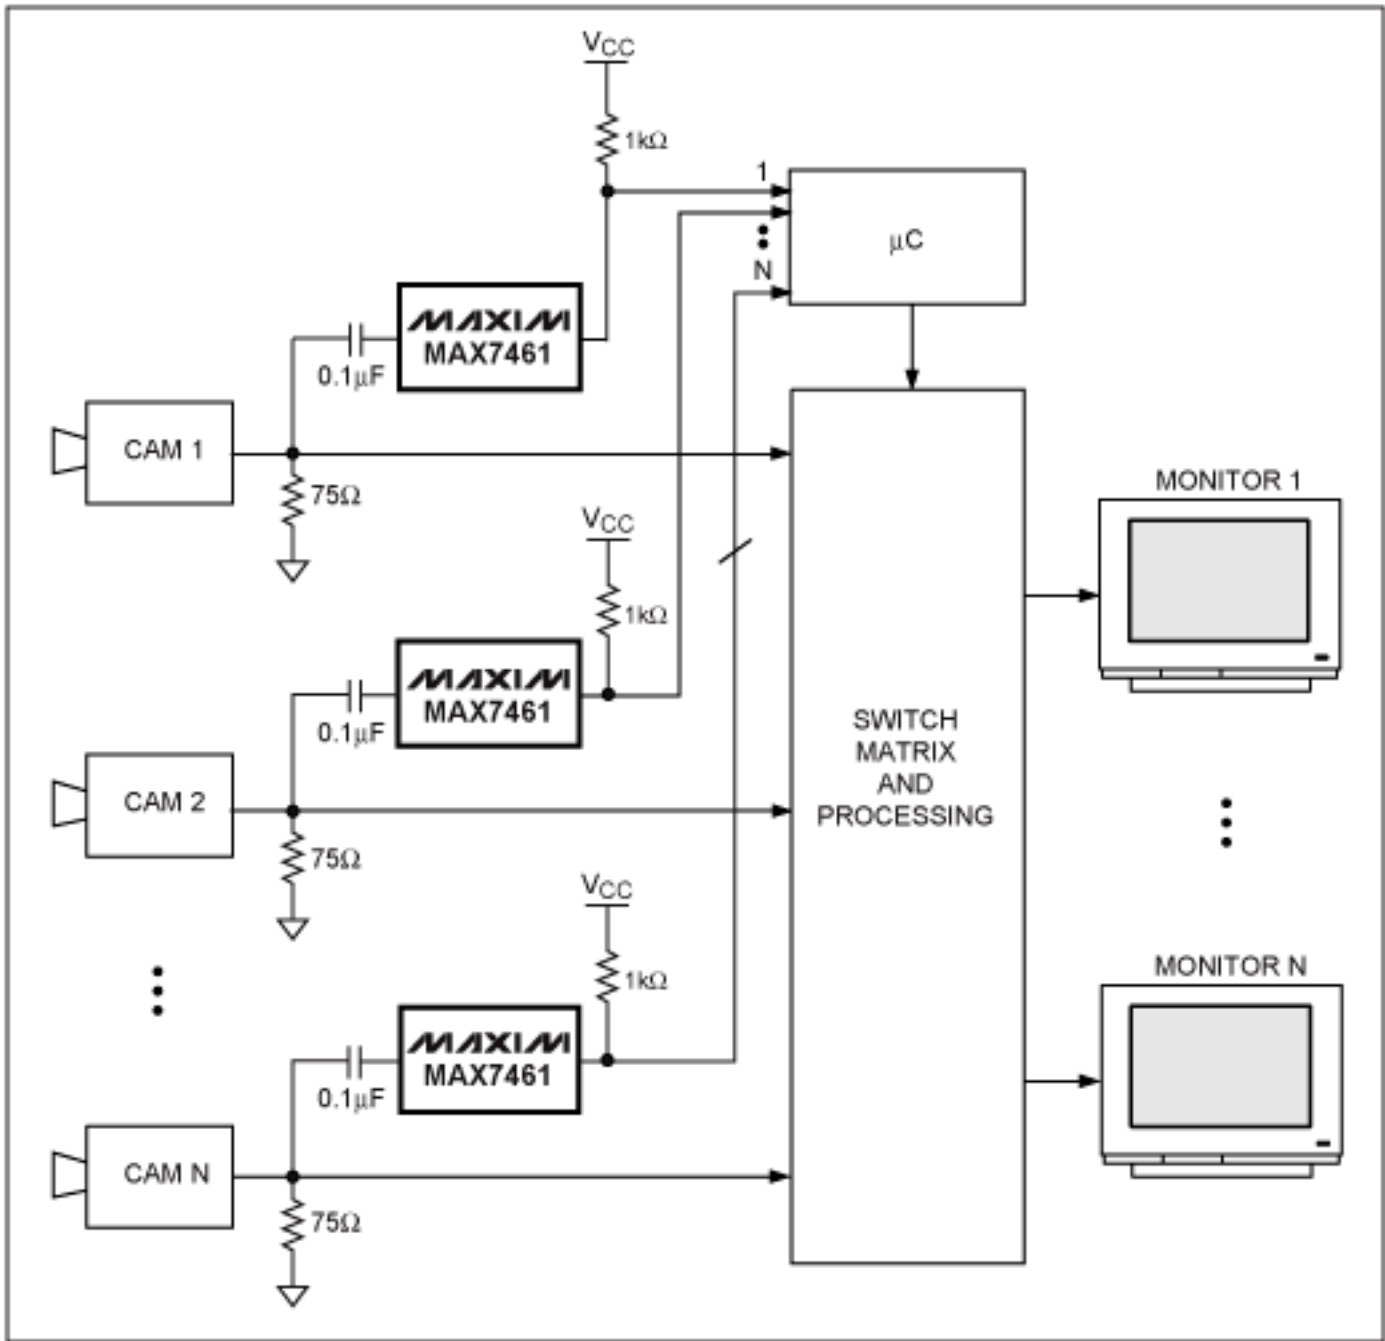 VCC
1kΩ
1
μC
N
MAXIM
MAX7461
0.1μF
CAM 1
75Ω
VCC
1kΩ
MONITOR 1
MAXIM
MAX7461
0.1μF
CAM 2
75Ω
SWITCH
MATRIX
AND
PROCESSING
VCC
1kΩ
MONITOR N
MAXIM
MAX7461
0.1μF
CAM N
75Ω